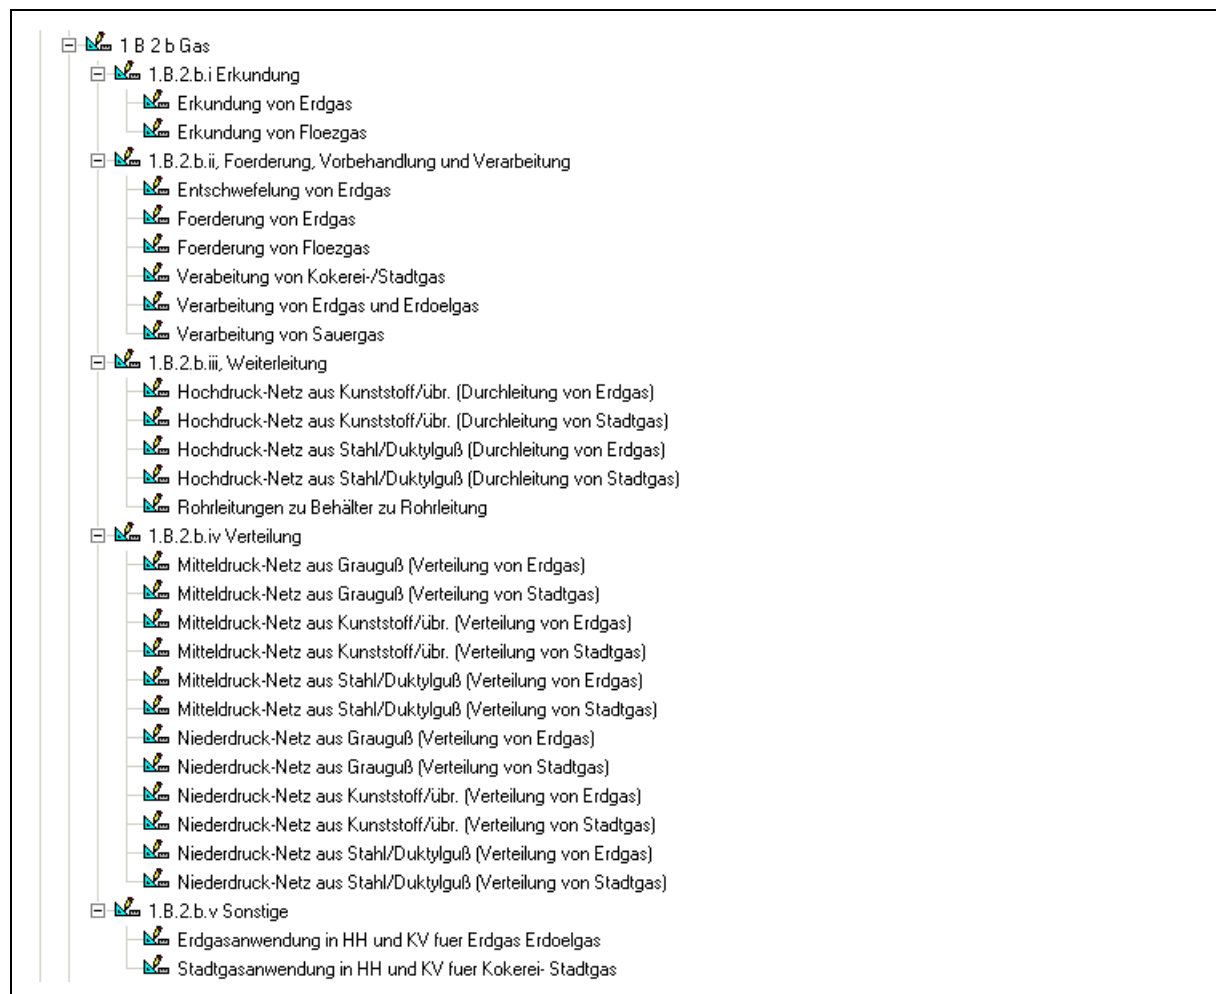 1 B 2 b Gas
1.B.2.b.i Erkundung
Erkundung von Erdgas
Erkundung von Floezgas
1.B.2.b.ii, Foerderung, Vorbehandlung und Verarbeitung
Entschwefelung von Erdgas
Foerderung von Erdgas
Foerderung von Floezgas
Verabeitung von Kokerei-/Stadtgas
Verarbeitung von Erdgas und Erdoelgas
Verarbeitung von Sauergas
1.B.2.b.iii, Weiterleitung
Hochdruck-Netz aus Kunststoff/übr. (Durchleitung von Erdgas)
Hochdruck-Netz aus Kunststoff/übr. (Durchleitung von Stadtgas)
Hochdruck-Netz aus Stahl/Duktylguß (Durchleitung von Erdgas)
Hochdruck-Netz aus Stahl/Duktylguß (Durchleitung von Stadtgas)
Rohrleitungen zu Behälter zu Rohrleitung
1.B.2.b.iv Verteilung
Mitteldruck-Netz aus Grauguß (Verteilung von Erdgas)
Mitteldruck-Netz aus Grauguß (Verteilung von Stadtgas)
Mitteldruck-Netz aus Kunststoff/übr. (Verteilung von Erdgas)
Mitteldruck-Netz aus Kunststoff/übr. (Verteilung von Stadtgas)
Mitteldruck-Netz aus Stahl/Duktylguß (Verteilung von Erdgas)
Mitteldruck-Netz aus Stahl/Duktylguß (Verteilung von Stadtgas)
Niederdruck-Netz aus Grauguß (Verteilung von Erdgas)
Niederdruck-Netz aus Grauguß (Verteilung von Stadtgas)
Niederdruck-Netz aus Kunststoff/übr. (Verteilung von Erdgas)
Niederdruck-Netz aus Kunststoff/übr. (Verteilung von Stadtgas)
Niederdruck-Netz aus Stahl/Duktylguß (Verteilung von Erdgas)
Niederdruck-Netz aus Stahl/Duktylguß (Verteilung von Stadtgas)
1.B.2.b.v Sonstige
Erdgasanwendung in HH und KV fuer Erdgas Erdoelgas
Stadtgasanwendung in HH und KV fuer Kokerei- Stadtgas